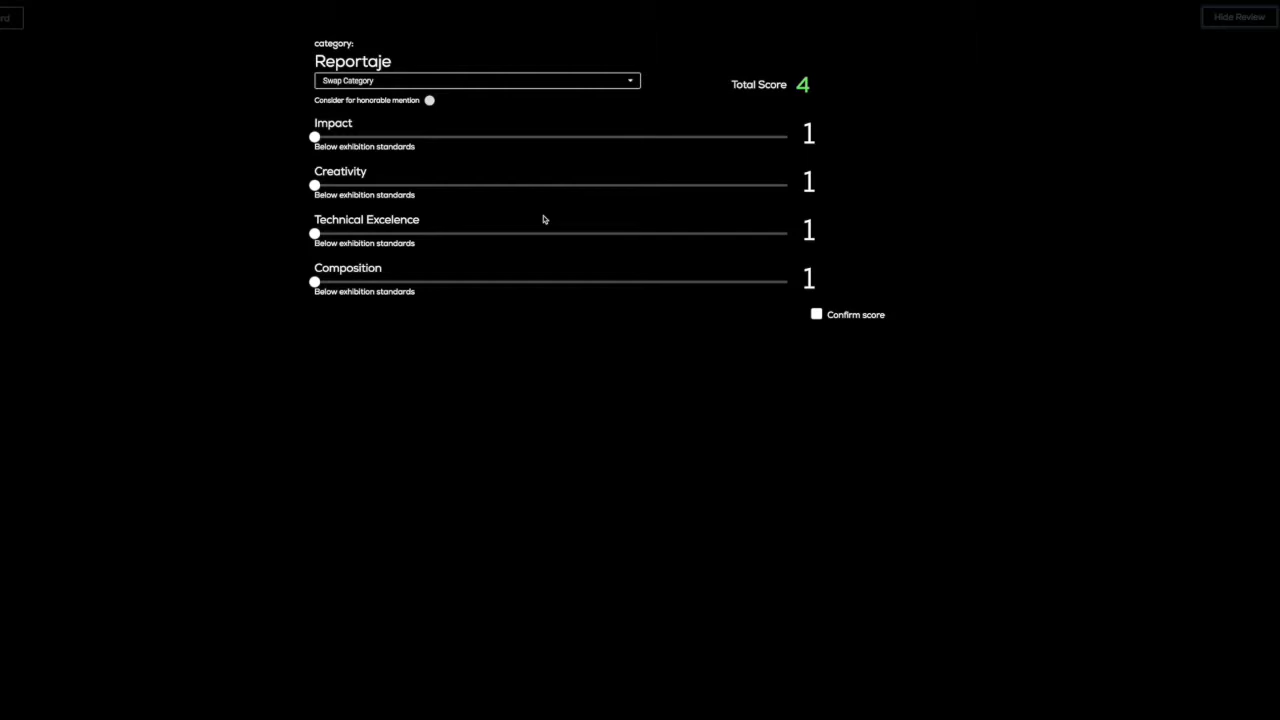 rd
Hide Review
category:
Reportaje
Swap Category
Total Score 4
Consider for honorable mention
Impact
1
Below exhibition standards
Creativity
1
Below exhibition standards
Technical Excelence
1
Below exhibition standards
Composition
1
Below exhibition standards
Confirm score